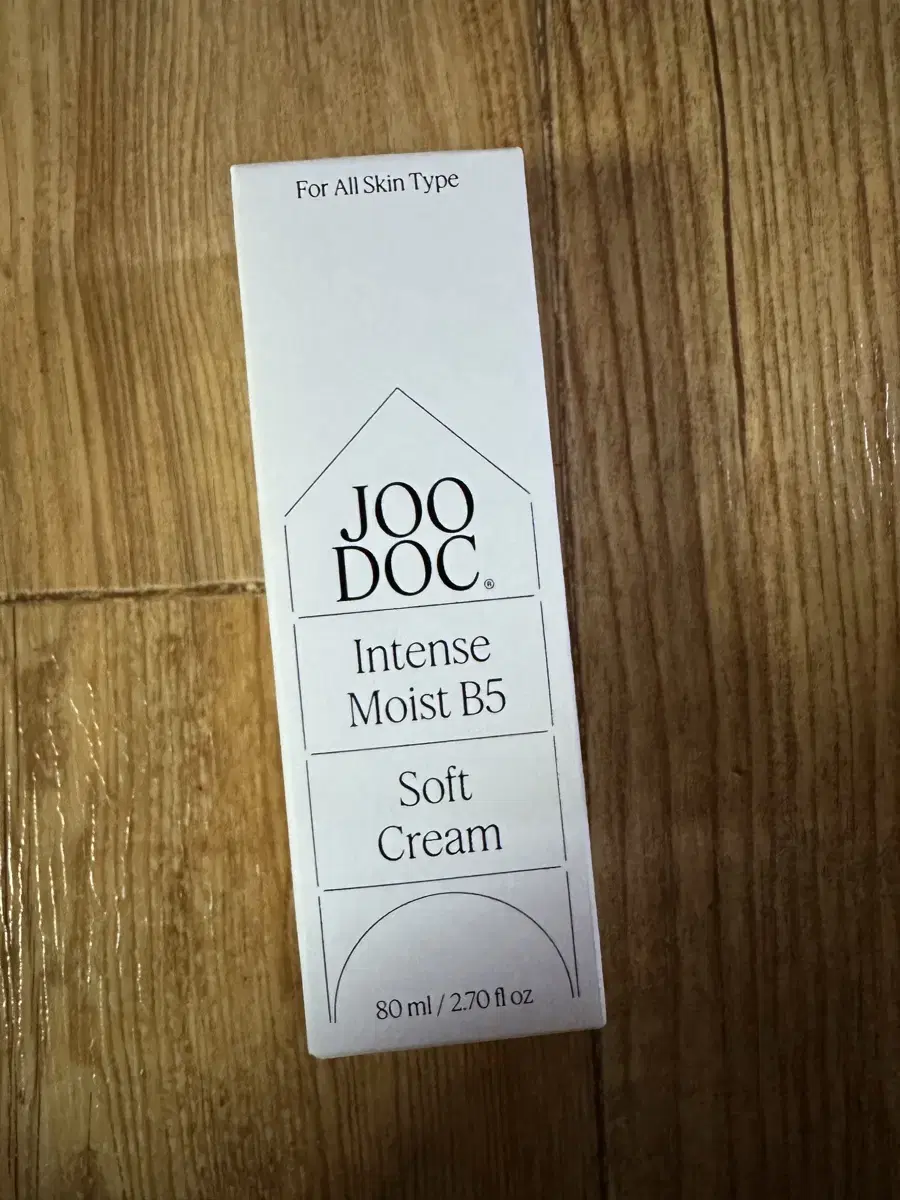 For All Skin Type
JOO
DOC®
Intense
Moist B5
Soft
Cream
80 ml / 2.70 fl oz